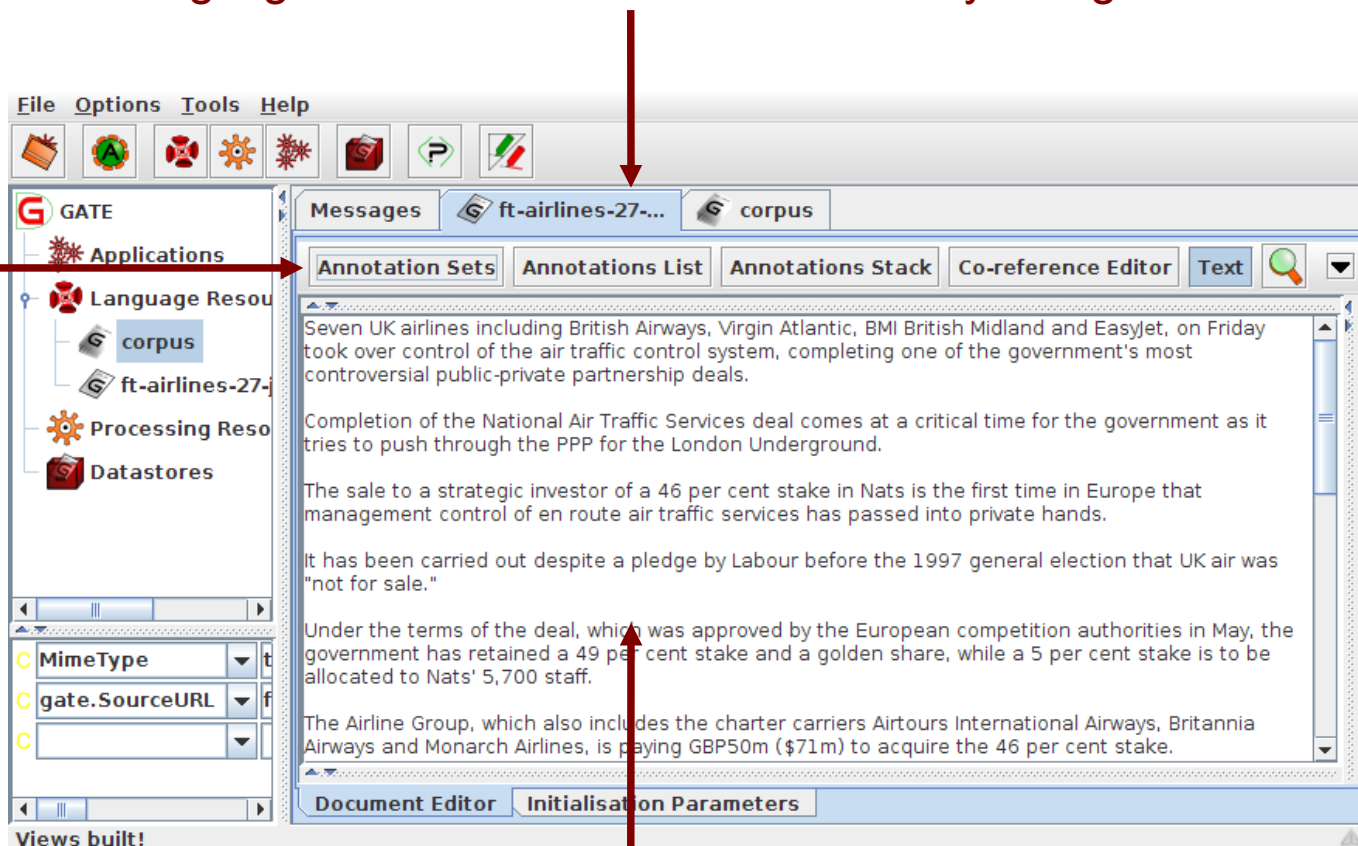 File Options Tools Help
GATE
Applications
Language Resou
corpus
ft-airlines-27-j
Processing Reso
Datastores
MimeType
gate.SourceURL
Messages ft-airlines-27-... corpus
Annotation Sets Annotations List Annotations Stack Co-reference Editor Text
Seven UK airlines including British Airways, Virgin Atlantic, BMI British Midland and EasyJet, on Friday
took over control of the air traffic control system, completing one of the government's most
controversial public-private partnership deals.
Completion of the National Air Traffic Services deal comes at a critical time for the government as it
tries to push through the PPP for the London Underground.
The sale to a strategic investor of a 46 per cent stake in Nats is the first time in Europe that
management control of en route air traffic services has passed into private hands.
It has been carried out despite a pledge by Labour before the 1997 general election that UK air was
"not for sale."
Under the terms of the deal, which was approved by the European competition authorities in May, the
government has retained a 49 per cent stake and a golden share, while a 5 per cent stake is to be
allocated to Nats' 5,700 staff.
The Airline Group, which also includes the charter carriers Airtours International Airways, Britannia
Airways and Monarch Airlines, is paying GBP50m ($71m) to acquire the 46 per cent stake.
Document Editor Initialisation Parameters
Views built!